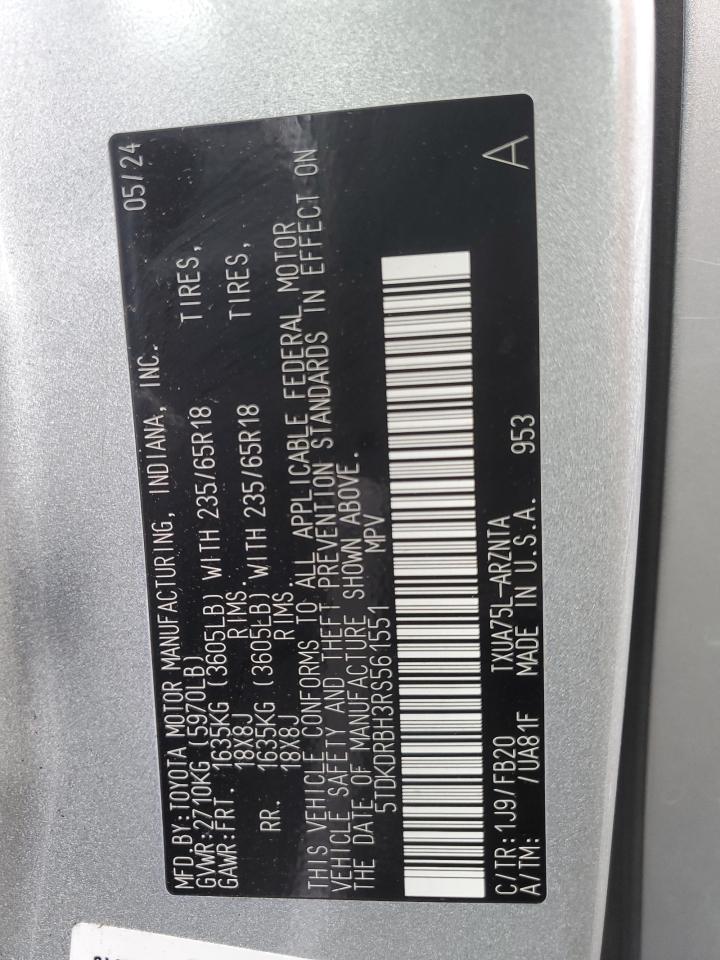 MFD.BY:TOYOTA MOTOR MANUFACTURING, INDIANA, INC. 05/24
GVWR:2710KG (5970LB)
GAWR:FRT. 1635KG (3605LB) WITH 235/65R18 TIRES,
18X8J RIMS.
RR. 1635KG (3605LB) WITH 235/65R18 TIRES,
18X8J RIMS.
THIS VEHICLE CONFORMS TO ALL APPLICABLE FEDERAL MOTOR
VEHICLE SAFETY AND THEFT PREVENTION STANDARDS IN EFFECT ON
THE DATE OF MANUFACTURE SHOWN ABOVE.
5TDKDRBH3RS561551 MPV
C/TR:1J9/FB20 TXUA75L-ARZNTA A
A/TM: /UA81F MADE IN U.S.A. 953